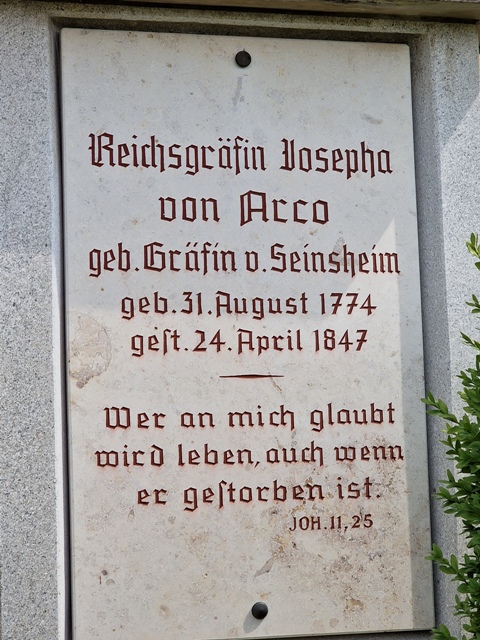 Reichsgräfin Josepha
von Arco
geb. Gräfin v. Seinsheim
geb. 31. August 1774
gest. 24. April 1847
Wer an mich glaubt
wird leben, auch wenn
er gestorben ist.
JOH. 11, 25